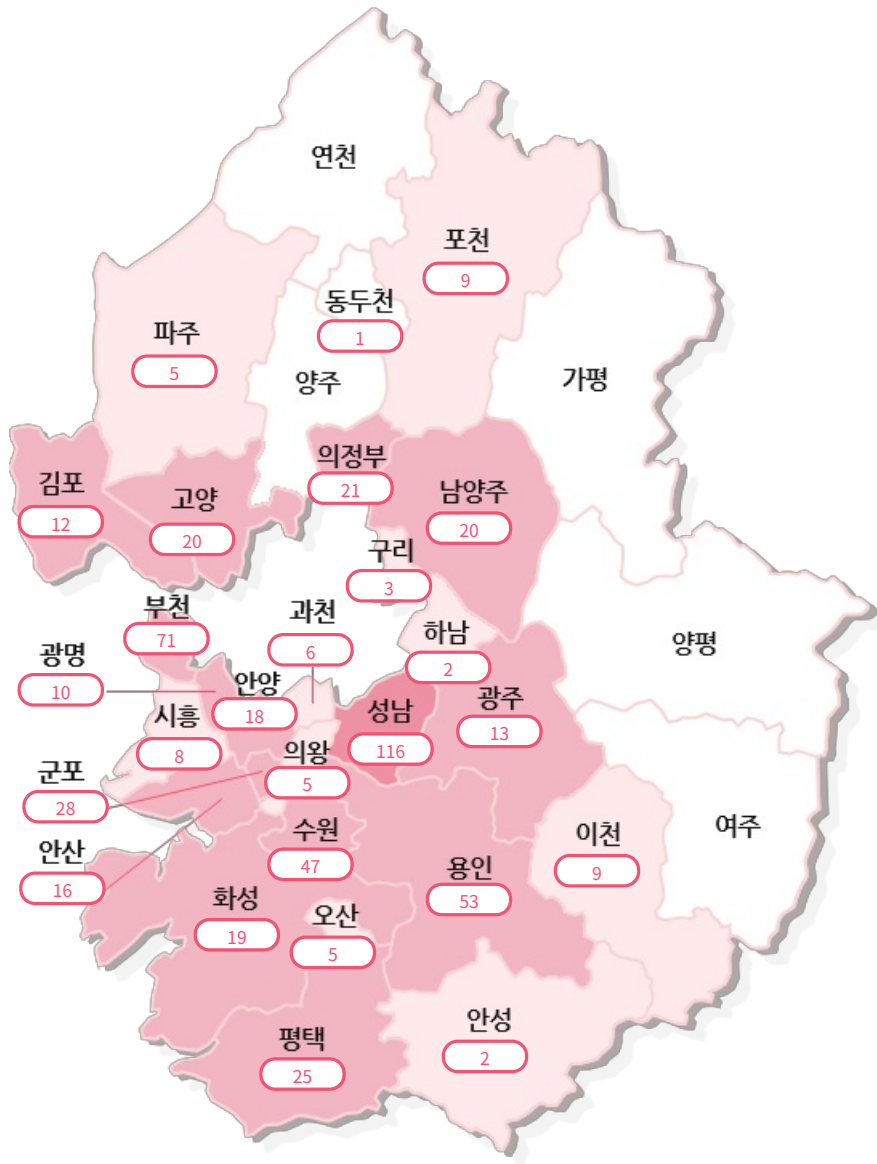 연천
포천
9
동두천
1
파주
5
양주
가평
의정부
21
김포
12
고양
20
남양주
20
구리
3
부천
71
과천
6
하남
2
양평
광명
10
안양
18
시흥
8
성남
116
광주
13
의왕
5
군포
28
수원
47
이천
9
여주
안산
16
용인
53
화성
19
오산
5
안성
2
평택
25